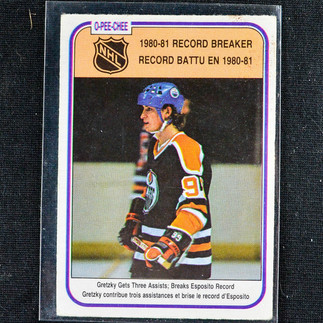 O-PEE-CHEE
NHL
1980-81 RECORD BREAKER
RECORD BATTU EN 1980-81
99
Gretzky Gets Three Assists; Breaks Esposito Record
Gretzky contribue trois assistances et brise le record d'Esposito